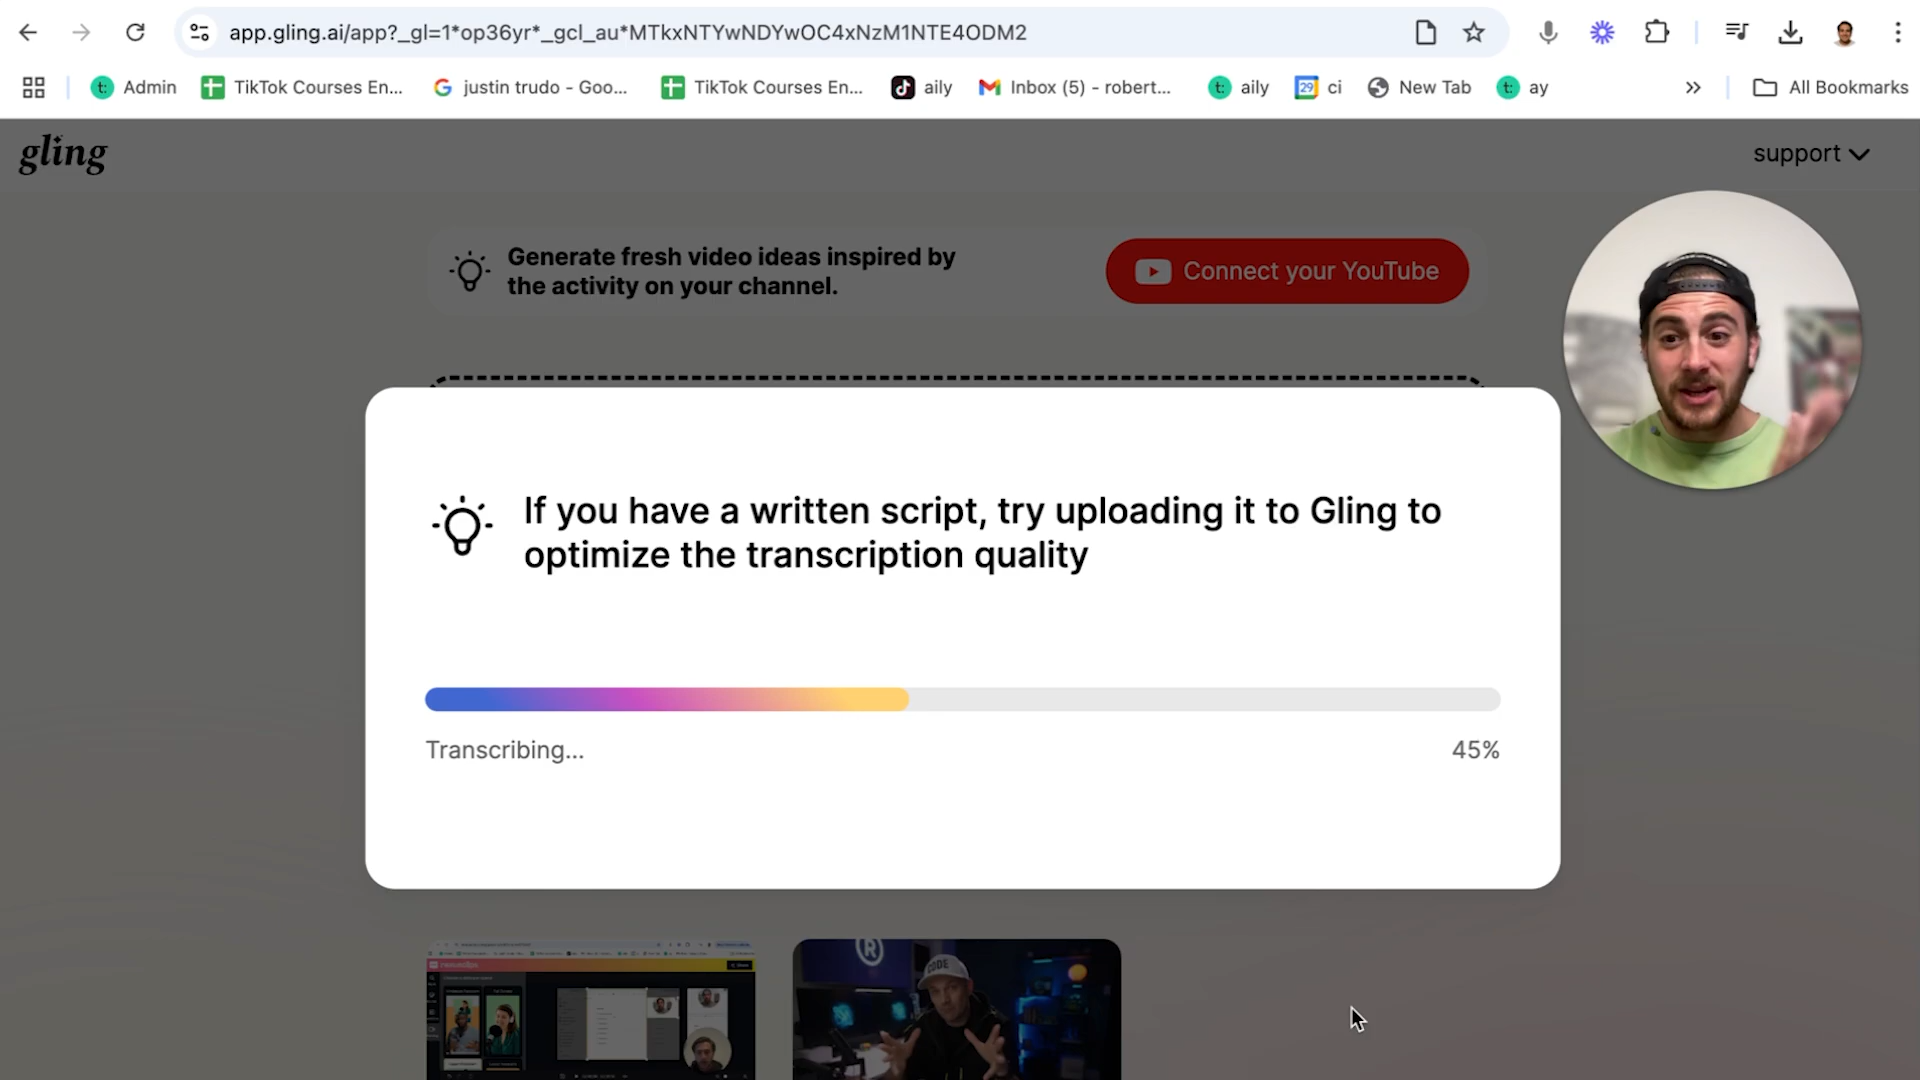 app.gling.ai/app?_gl=1*op36yr*_gcl_au*MTkxNTYwNDYwOC4xNzM1NTE4ODM2
Admin
TikTok Courses En...
justin trudo - Goo...
TikTok Courses En...
aily
Inbox (5) - robert...
aily
29
ci
New Tab
ay
All Bookmarks
gling
support
Generate fresh video ideas inspired by
the activity on your channel.
Connect your YouTube
If you have a written script, try uploading it to Gling to
optimize the transcription quality
Transcribing...
45%
CODE